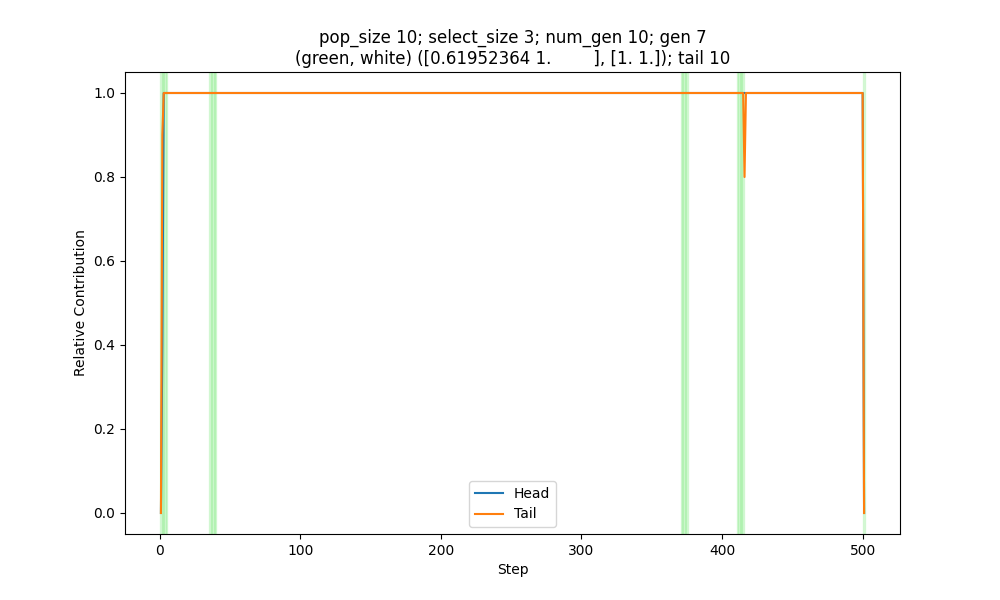 pop_size 10; select_size 3; num_gen 10; gen 7
(green, white) ([0.61952364 1.        ], [1. 1.]); tail 10
1.0
0.8
0.6
0.4
0.2
0.0
Relative Contribution
Head
Tail
0 100 200 300 400 500
Step